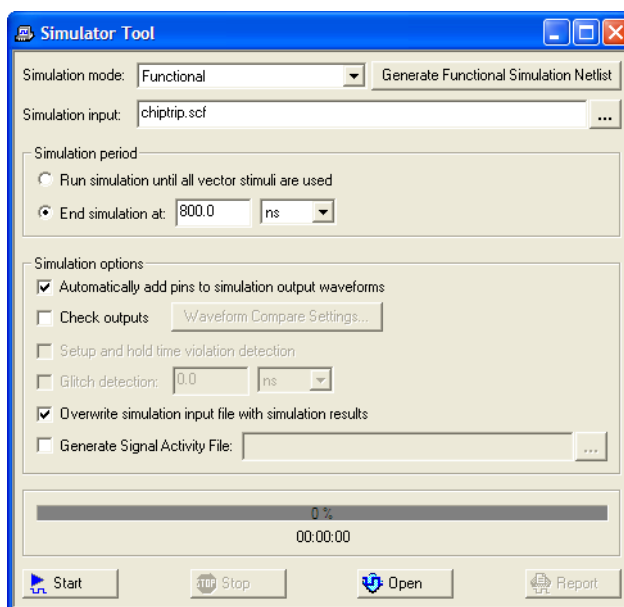 Simulator Tool
Simulation mode: Functional Generate Functional Simulation Netlist
Simulation input: chiptrip.scf ...
Simulation period
Run simulation until all vector stimuli are used
End simulation at: 800.0 ns
Simulation options
Automatically add pins to simulation output waveforms
Check outputs Waveform Compare Settings...
Setup and hold time violation detection
Glitch detection: 0.0 ns
Overwrite simulation input file with simulation results
Generate Signal Activity File: ...
0 %
00:00:00
Start STOP Stop Open Report